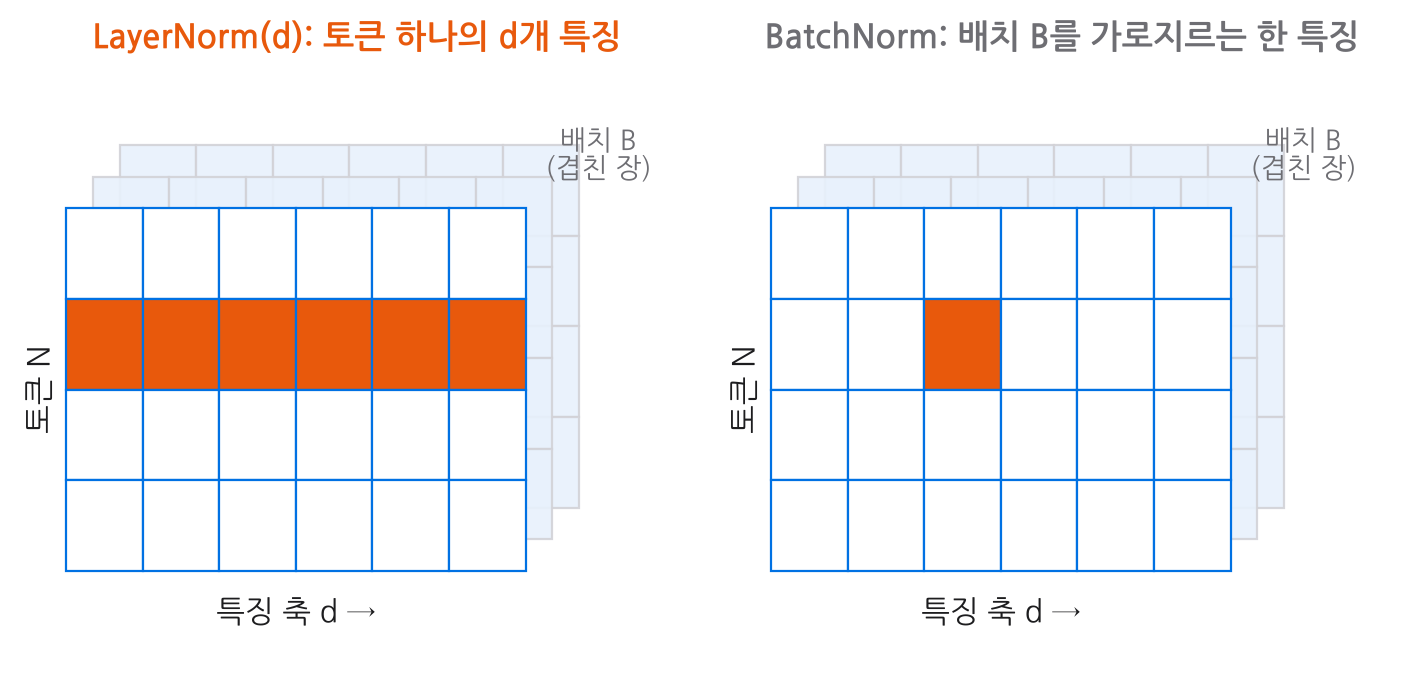 LayerNorm(d): 토큰 하나의 d개 특징
배치 B
(겹친 장)
토큰 N
특징 축 d →
BatchNorm: 배치 B를 가로지르는 한 특징
배치 B
(겹친 장)
토큰 N
특징 축 d →